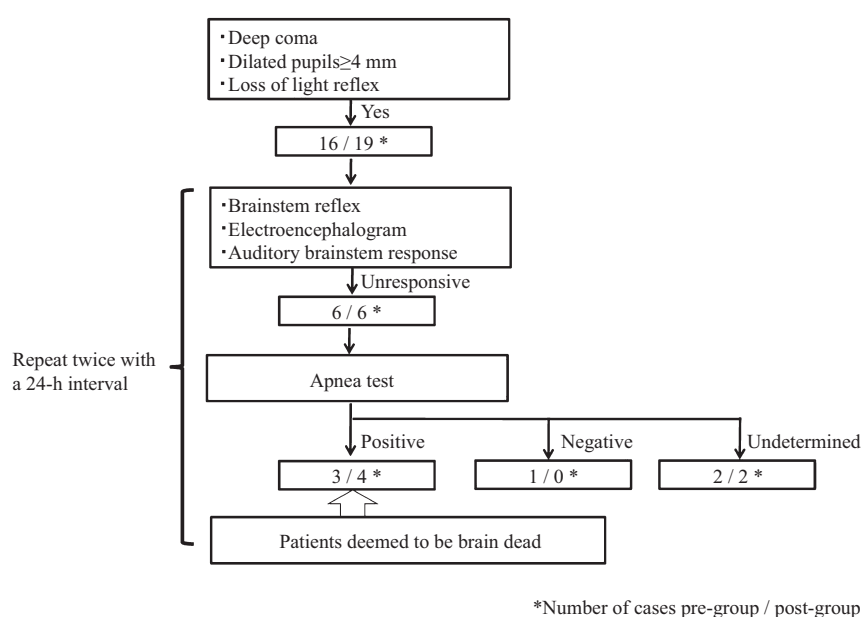 ・Deep coma
・Dilated pupils≥4 mm
・Loss of light reflex
Yes
16 / 19 *
・Brainstem reflex
・Electroencephalogram
・Auditory brainstem response
Unresponsive
6 / 6 *
Repeat twice with
a 24-h interval
Apnea test
Positive
Negative
Undetermined
3 / 4 *
1 / 0 *
2 / 2 *
Patients deemed to be brain dead
*Number of cases pre-group / post-group